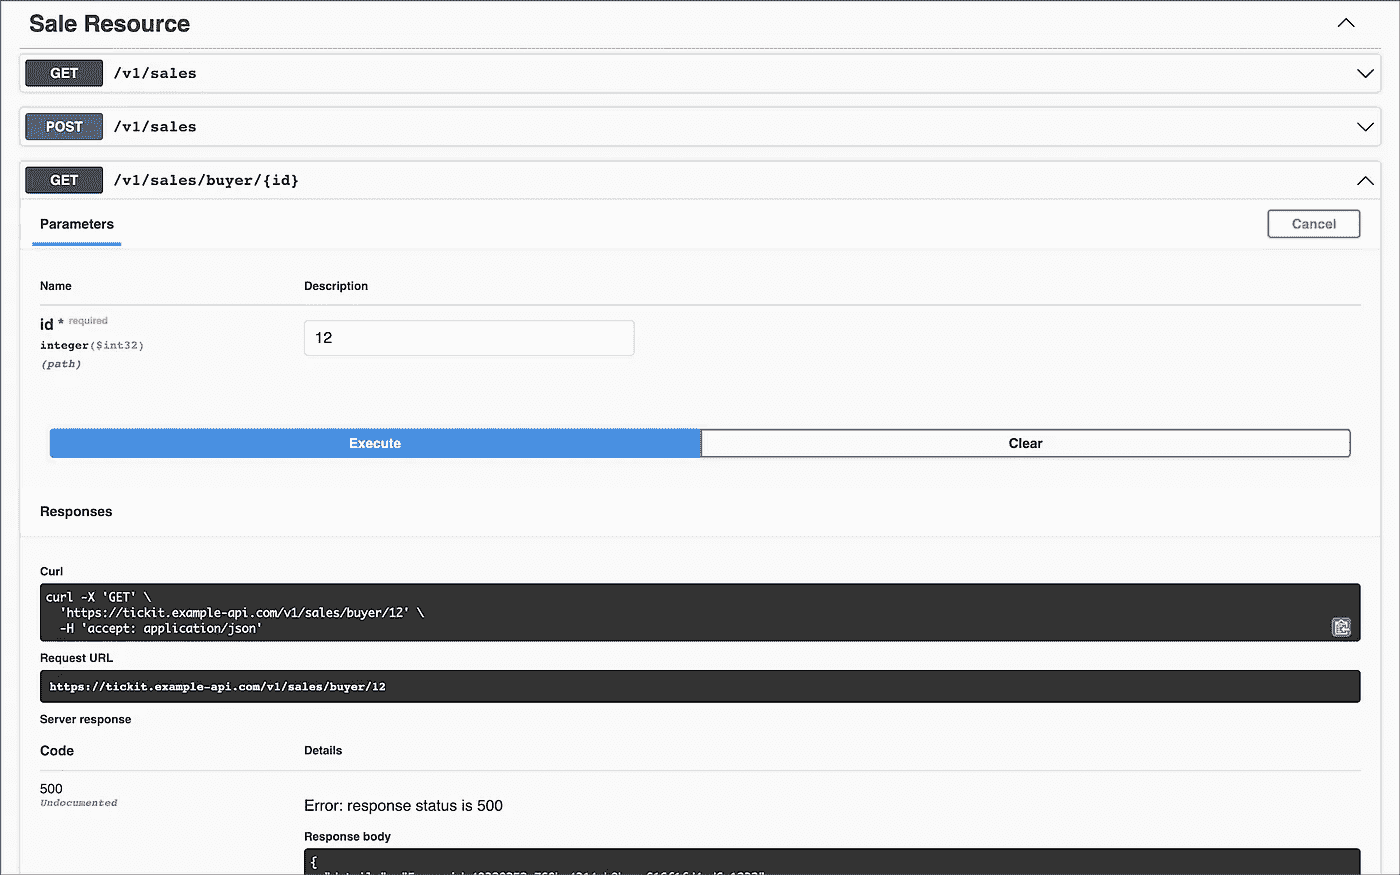 Sale Resource
GET /v1/sales
POST /v1/sales
GET /v1/sales/buyer/{id}
Parameters
Cancel
Name Description
id * required
integer($int32)
(path)
12
Execute Clear
Responses
Curl
curl -X 'GET' \
'https://tickit.example-api.com/v1/sales/buyer/12' \
-H 'accept: application/json'
Request URL
https://tickit.example-api.com/v1/sales/buyer/12
Server response
Code Details
500
Undocumented
Error: response status is 500
Response body
{